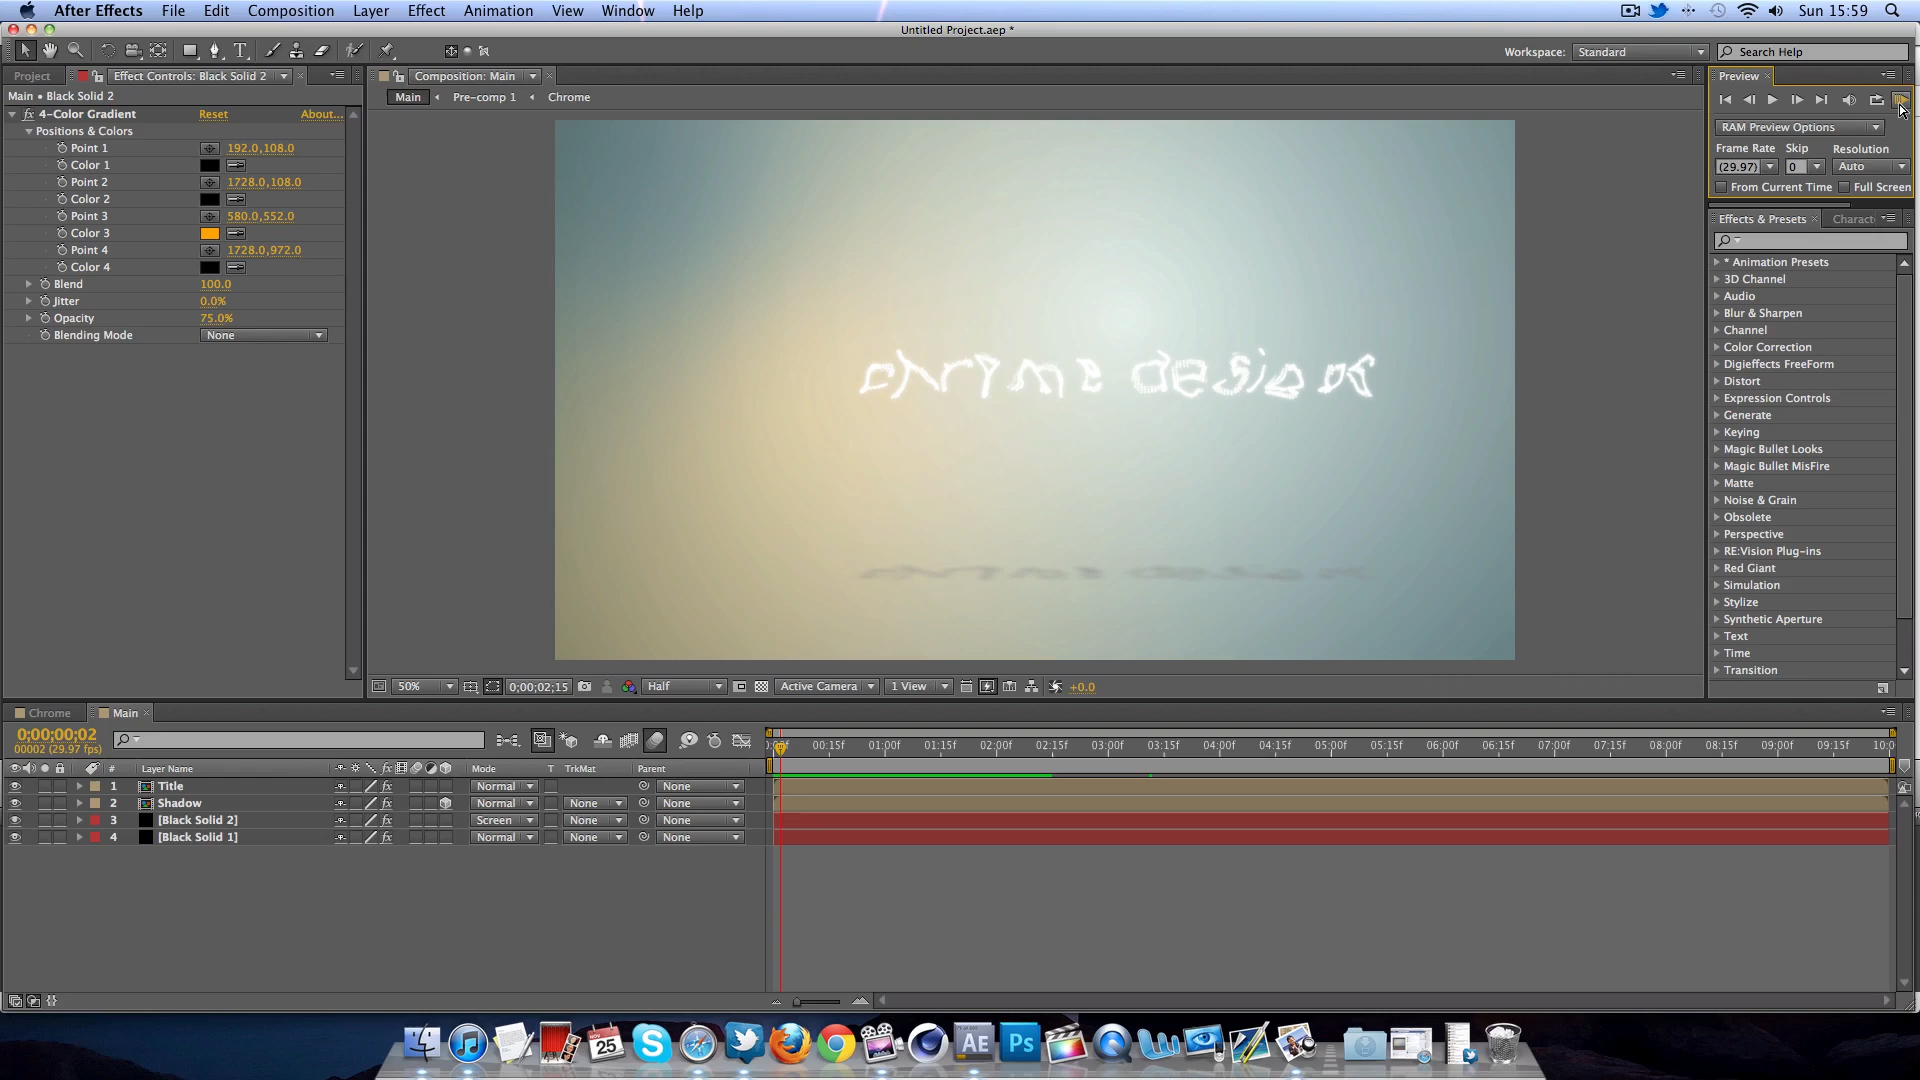 After Effects File Edit Composition Layer Effect Animation View Window Help Sun 15:59
Untitled Project.aep *
Workspace: Standard Search Help
Project Effect Controls: Black Solid 2 Composition: Main Preview
Main • Black Solid 2 Main Pre-comp 1 Chrome
fx 4-Color Gradient Reset About...
Positions & Colors
Point 1 192.0,108.0
Color 1
Point 2 1728.0,108.0
Color 2
Point 3 580.0,552.0
Color 3
Point 4 1728.0,972.0
Color 4
Blend 100.0
Jitter 0.0%
Opacity 75.0%
Blending Mode None
RAM Preview Options
Frame Rate Skip Resolution
(29.97) 0 Auto
From Current Time Full Screen
Effects & Presets Charact
* Animation Presets
3D Channel
Audio
Blur & Sharpen
Channel
Color Correction
Digieffects FreeForm
Distort
Expression Controls
Generate
Keying
Magic Bullet Looks
Magic Bullet MisFire
Matte
Noise & Grain
Obsolete
Perspective
RE:Vision Plug-ins
Red Giant
Simulation
Stylize
Synthetic Aperture
Text
Time
Transition
50% 0;00;02;15 Half Active Camera 1 View +0.0
Chrome Main
0;00;00;02
00002 (29.97 fps)
00:15f 01:00f 01:15f 02:00f 02:15f 03:00f 03:15f 04:00f 04:15f 05:00f 05:15f 06:00f 06:15f 07:00f 07:15f 08:00f 08:15f 09:00f 09:15f 10:0
# Layer Name fx Mode T TrkMat Parent
1 Title fx Normal None
2 Shadow fx Normal None None
3 [Black Solid 2] fx Screen None None
4 [Black Solid 1] fx Normal None None
NOV
25
AE
Ps